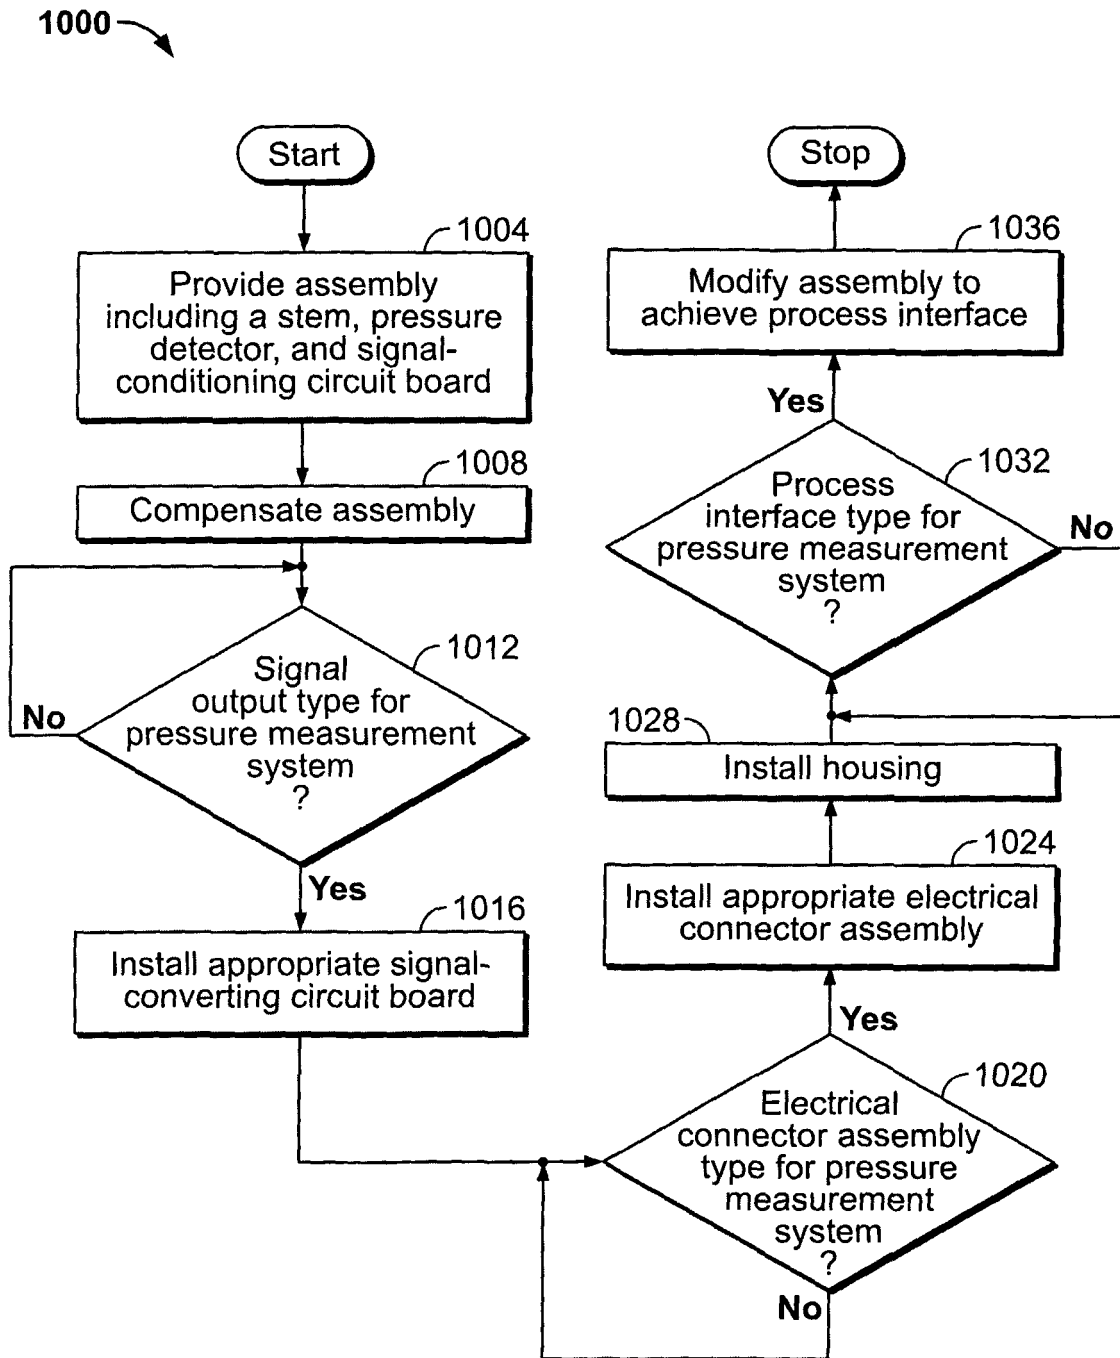 1000
Start
1004
Provide assembly
including a stem, pressure
detector, and signal-
conditioning circuit board
1008
Compensate assembly
1012
Signal
output type for
pressure measurement
system
?
No
Yes
1016
Install appropriate signal-
converting circuit board
1020
Electrical
connector assembly
type for pressure
measurement
system
?
No
Yes
1024
Install appropriate electrical
connector assembly
1028
Install housing
1032
Process
interface type for
pressure measurement
system
?
No
Yes
1036
Modify assembly to
achieve process interface
Stop